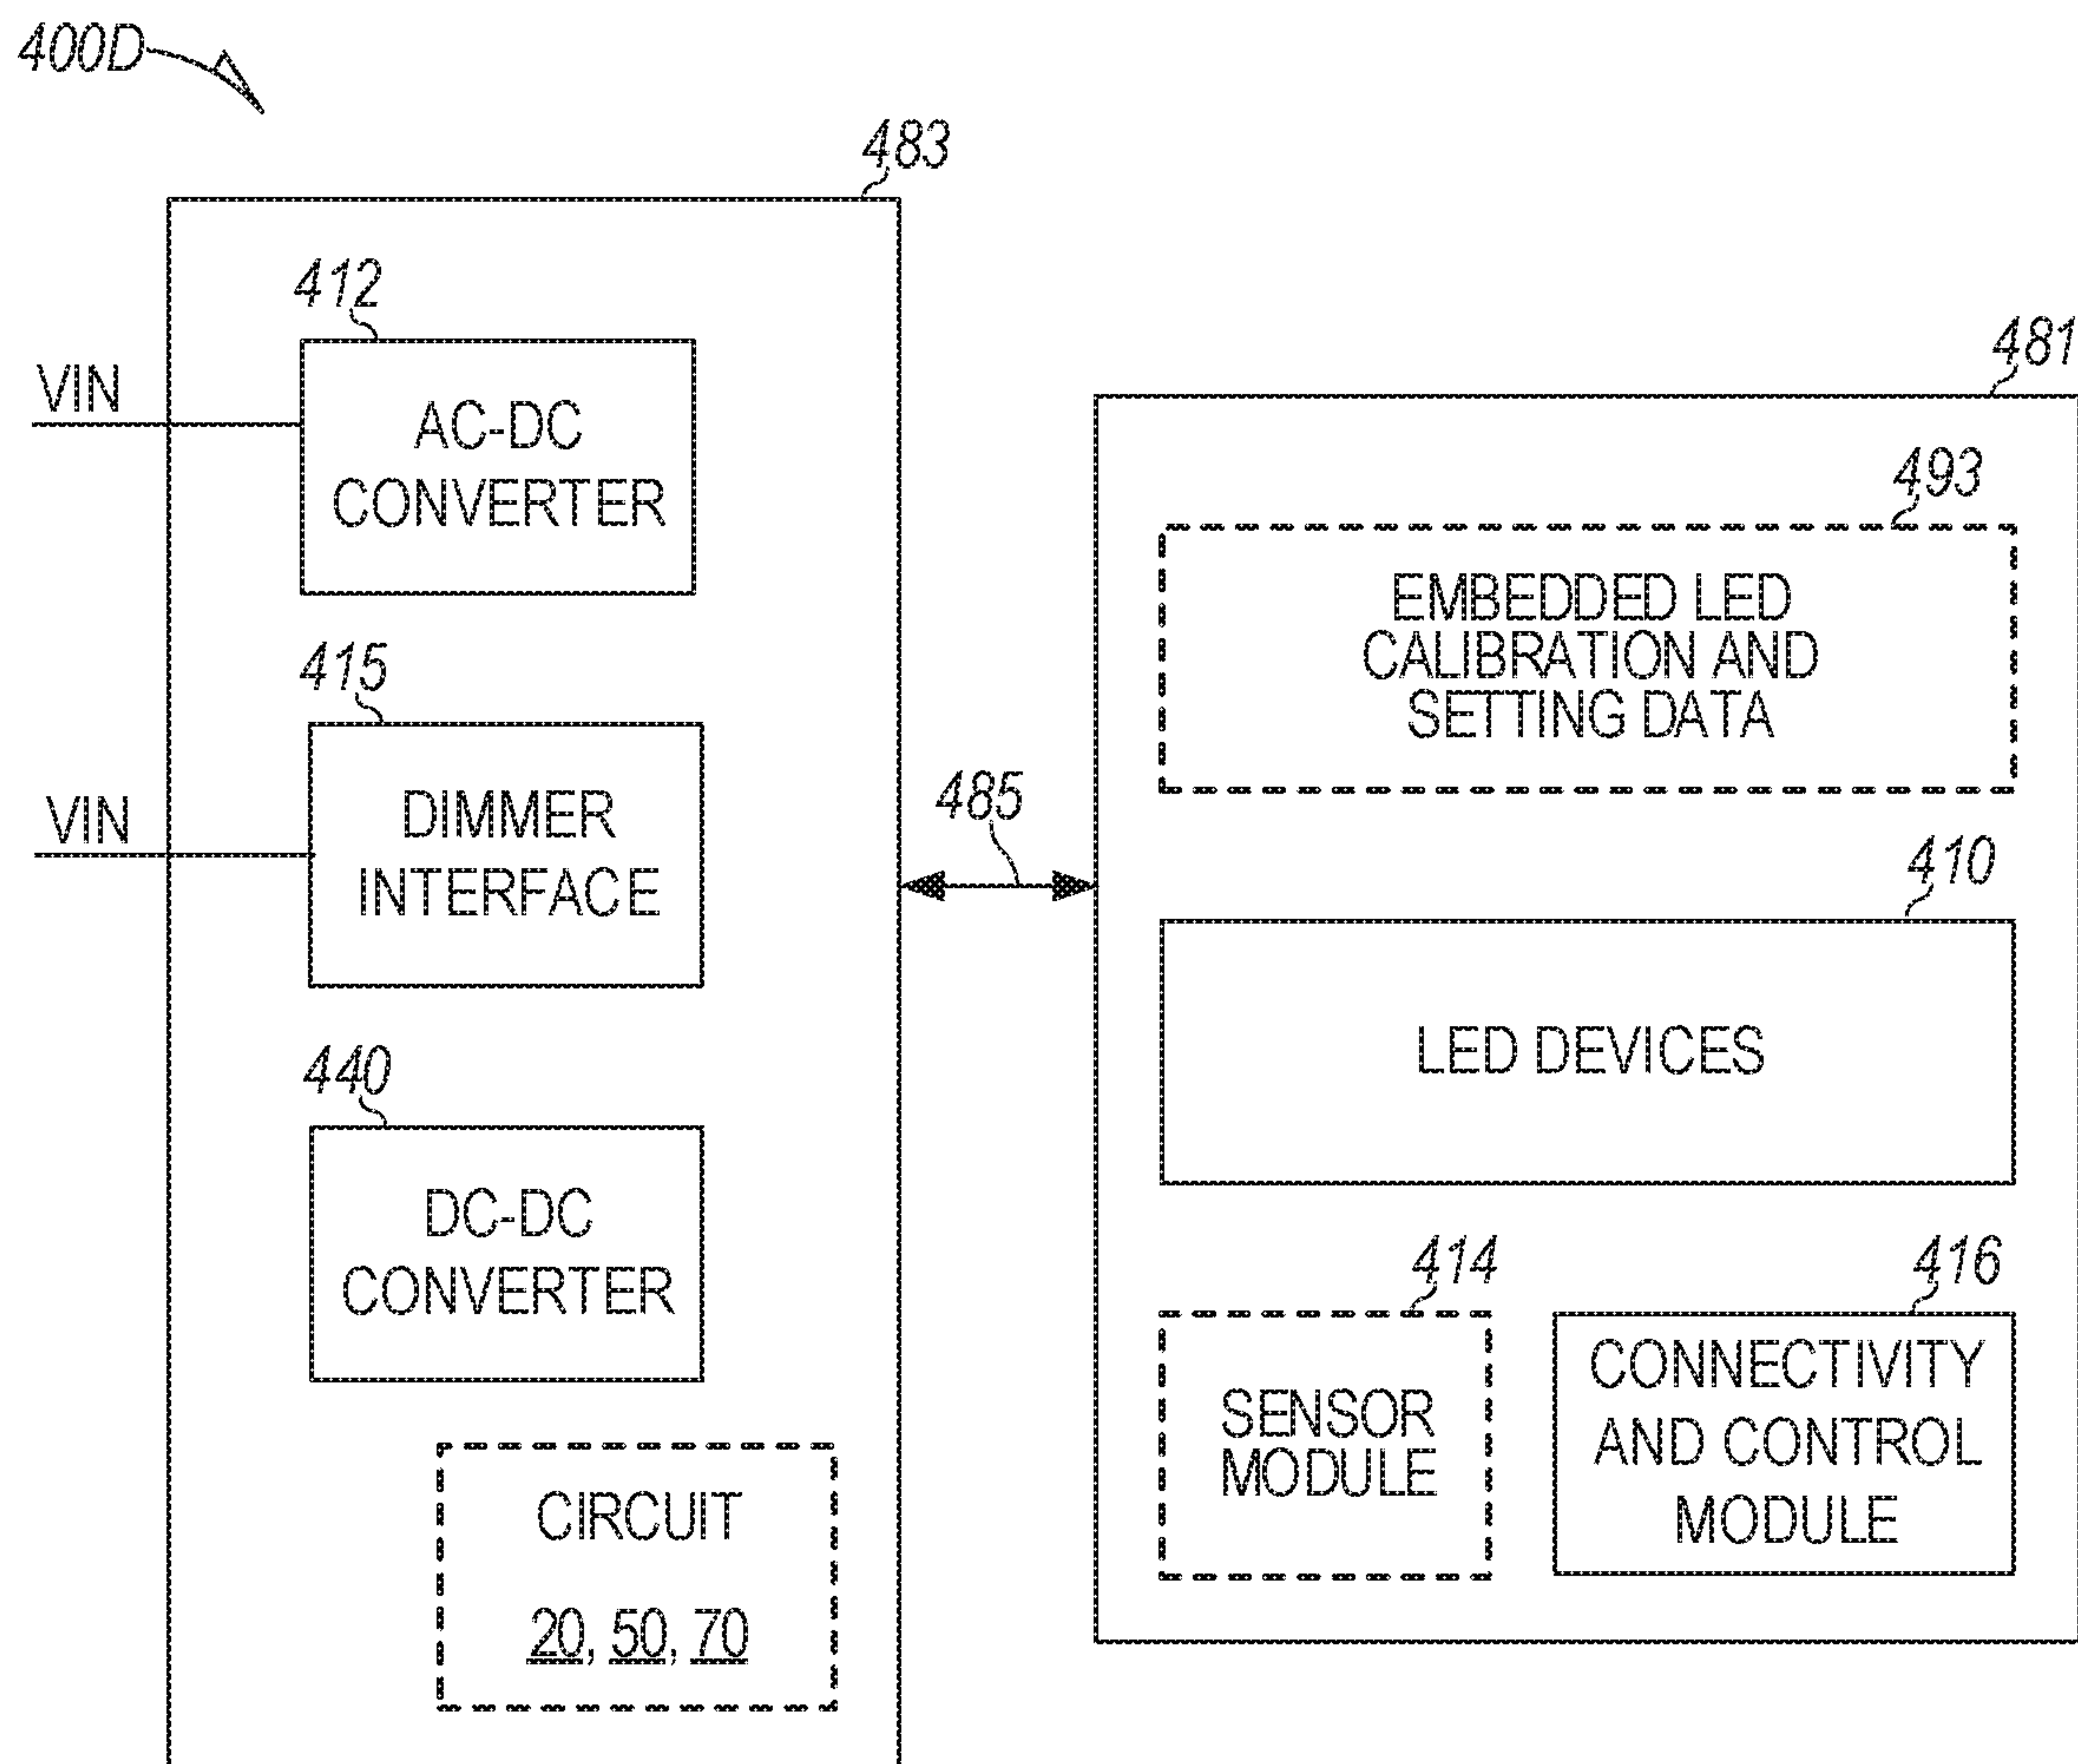 400D
483
412
VIN
AC-DC
CONVERTER
415
VIN
DIMMER
INTERFACE
440
DC-DC
CONVERTER
CIRCUIT
20, 50, 70
485
481
493
EMBEDDED LED
CALIBRATION AND
SETTING DATA
410
LED DEVICES
414
SENSOR
MODULE
416
CONNECTIVITY
AND CONTROL
MODULE